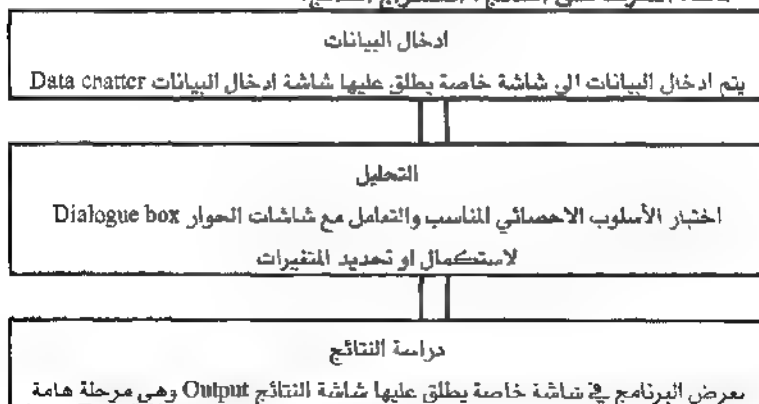 ادخال البيانات
يتم ادخال البيانات الى شاشة خاصة يطلق عليها شاشة ادخال البيانات Data chatter
التحليل
اختبار الأسلوب الاحصائي المناسب والتعامل مع شاشات الحوار Dialogue box
لاستكمال او تحديد المتغيرات
دراسة النتائج
يعرض البرنامج في شاشة خاصة يطلق عليها شاشة النتائج Output وهي مرحلة هامة